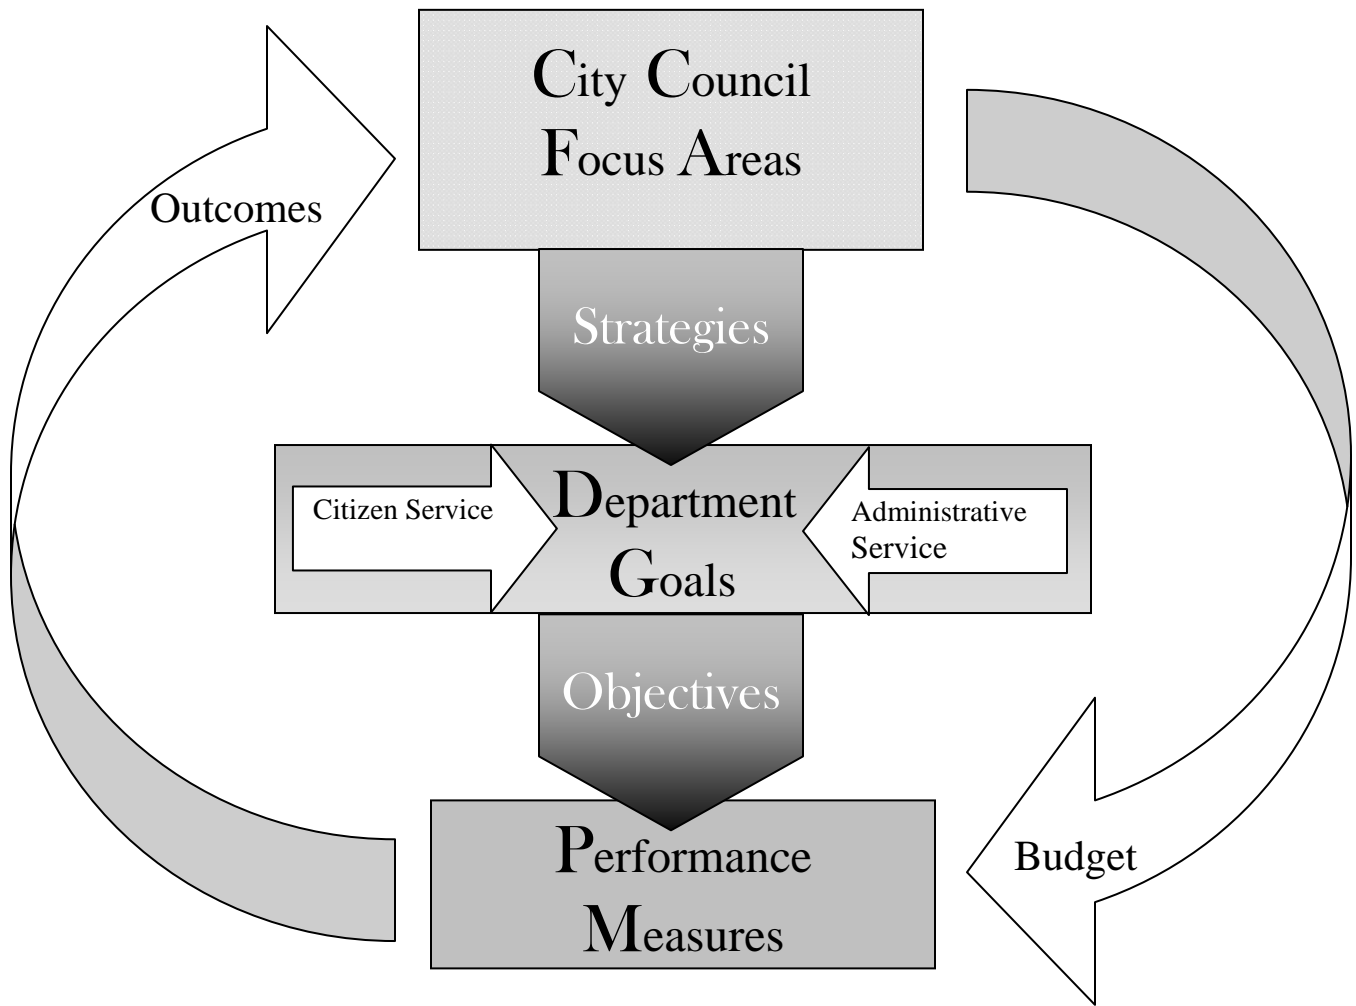 City Council
Focus Areas
Outcomes
Strategies
Citizen Service
Department
Goals
Administrative
Service
Objectives
Performance
Measures
Budget